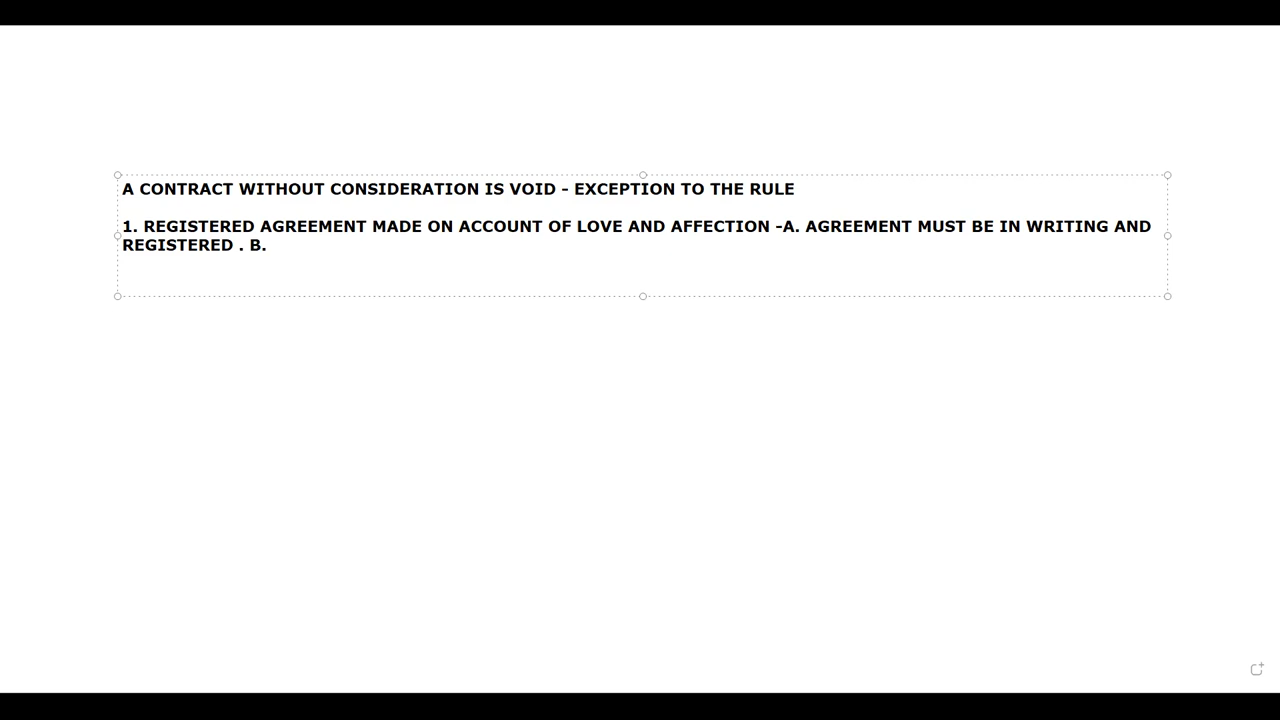 A CONTRACT WITHOUT CONSIDERATION IS VOID - EXCEPTION TO THE RULE
1. REGISTERED AGREEMENT MADE ON ACCOUNT OF LOVE AND AFFECTION -A. AGREEMENT MUST BE IN WRITING AND
REGISTERED . B.